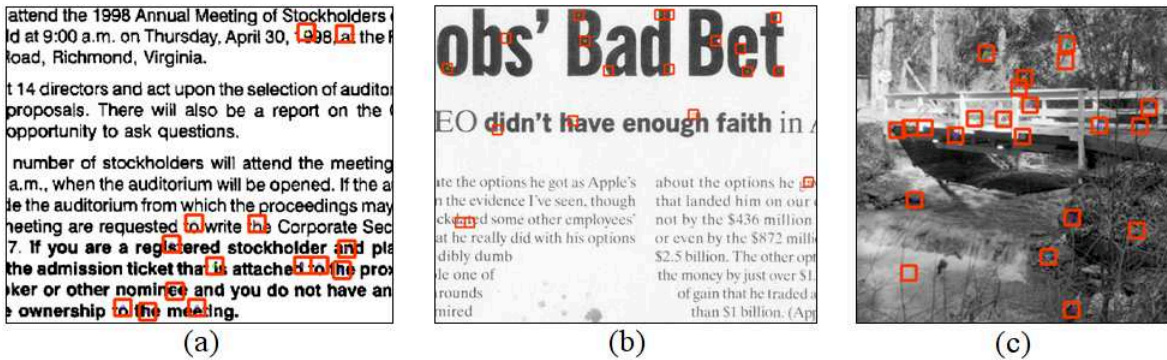 attend the 1998 Annual Meeting of Stockholders
ld at 9:00 a.m. on Thursday, April 30, 1998, at the
Road, Richmond, Virginia.
t 14 directors and act upon the selection of auditor
proposals. There will also be a report on the
opportunity to ask questions.
number of stockholders will attend the meeting
a.m., when the auditorium will be opened. If the a
de the auditorium from which the proceedings may
meeting are requested to write the Corporate Sec
7. If you are a registered stockholder and pla
the admission ticket that is attached to the prox
ker or other nominee and you do not have an
ownership to the meeting.
(a)
obs' Bad Bet
EO didn't have enough faith in A
ate the options he got as Apple's
n the evidence I've seen, though
some other employees'
at he really did with his options
dibly dumb
le one of
rounds
mired
about the options he
that landed him on our
not by the $436 million
or even by the $872 milli
$2.5 billion. The other opt
the money by just over $1.
of gain that he traded a
than $1 billion. (App
(b)
(c)